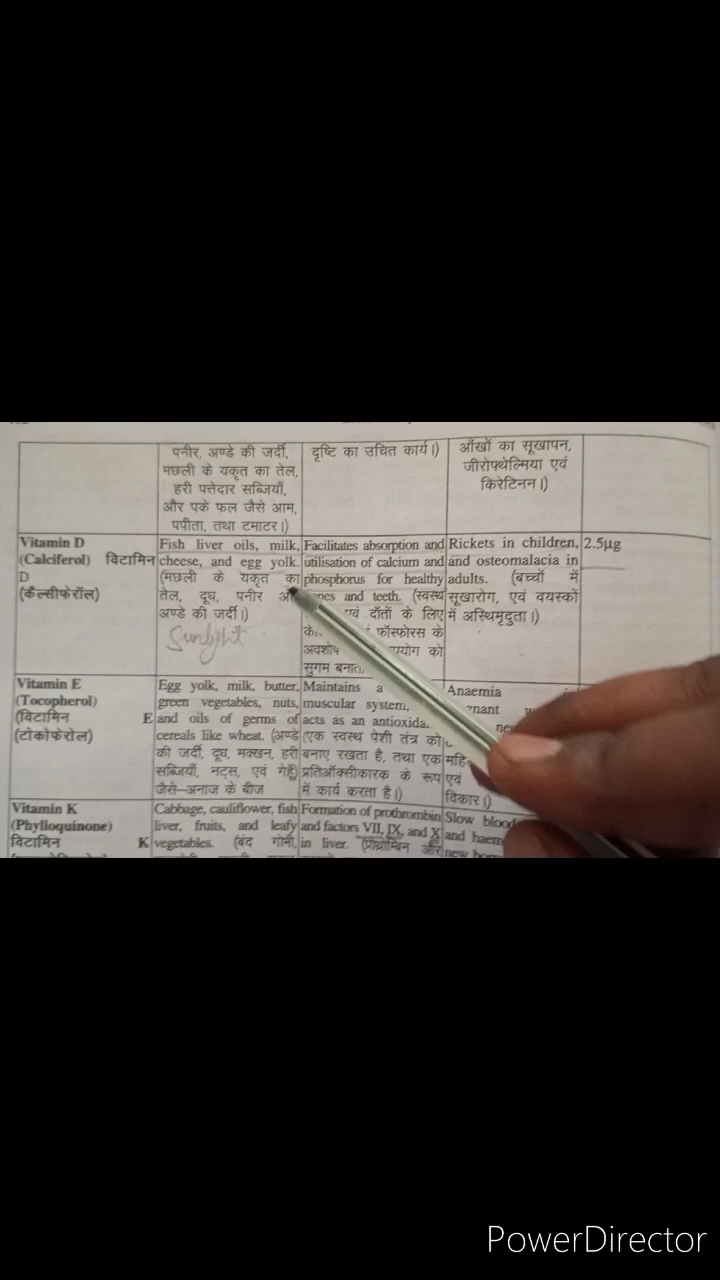 पनीर, अण्डे की जर्दी,
मछली के यकृत का तेल,
हरी पत्तेदार सब्जियाँ,
और पके फल जैसे आम,
पपीता, तथा टमाटर।)
दृष्टि का उचित कार्य।)
आँखों का सूखापन,
जीरोफ्थेल्मिया एवं
किरेटिनन।)
Vitamin D
(Calciferol) विटामिन
D
(कैल्सीफेरॉल)
Fish liver oils, milk,
cheese, and egg yolk.
(मछली के यकृत का
तेल, दूध, पनीर
अण्डे की जर्दी।)
Sunlight
Facilitates absorption and
utilisation of calcium and
phosphorus for healthy
and teeth. (स्वस्थ
एवं दाँतों के लिए
फॉस्फोरस के
को
सुगम
Rickets in children,
and osteomalacia in
adults. (बच्चों में
सूखारोग, एवं वयस्कों
में अस्थिमृदुता।)
2.5µg
Vitamin E
(Tocopherol)
(विटामिन E
(टोकोफेरोल)
Egg yolk, milk, butter,
green vegetables, nuts,
and oils of germs of
cereals like wheat. (अण्डे
की जर्दी, दूध, मक्खन, हरी
सब्जियाँ, नट्स, एवं गेहूँ
जैसे–अनाज के बीज
Maintains a
muscular system,
acts as an
(एक स्वस्थ पेशी तंत्र को
बनाए रखता है, तथा एक
प्रतिऑक्सीकारक के रूप
में कार्य करता है।)
Anaemia
एवं
विकार।)
Vitamin K
(Phylloquinone)
विटामिन K
Cabbage, cauliflower, fish
liver, fruits, and leafy
vegetables. (बंद गोभी,
Formation of prothrombin
and factors VII, IX, and X
in liver. (प्रोथ्रोम्बिन और
Slow blood
and
new
PowerDirector